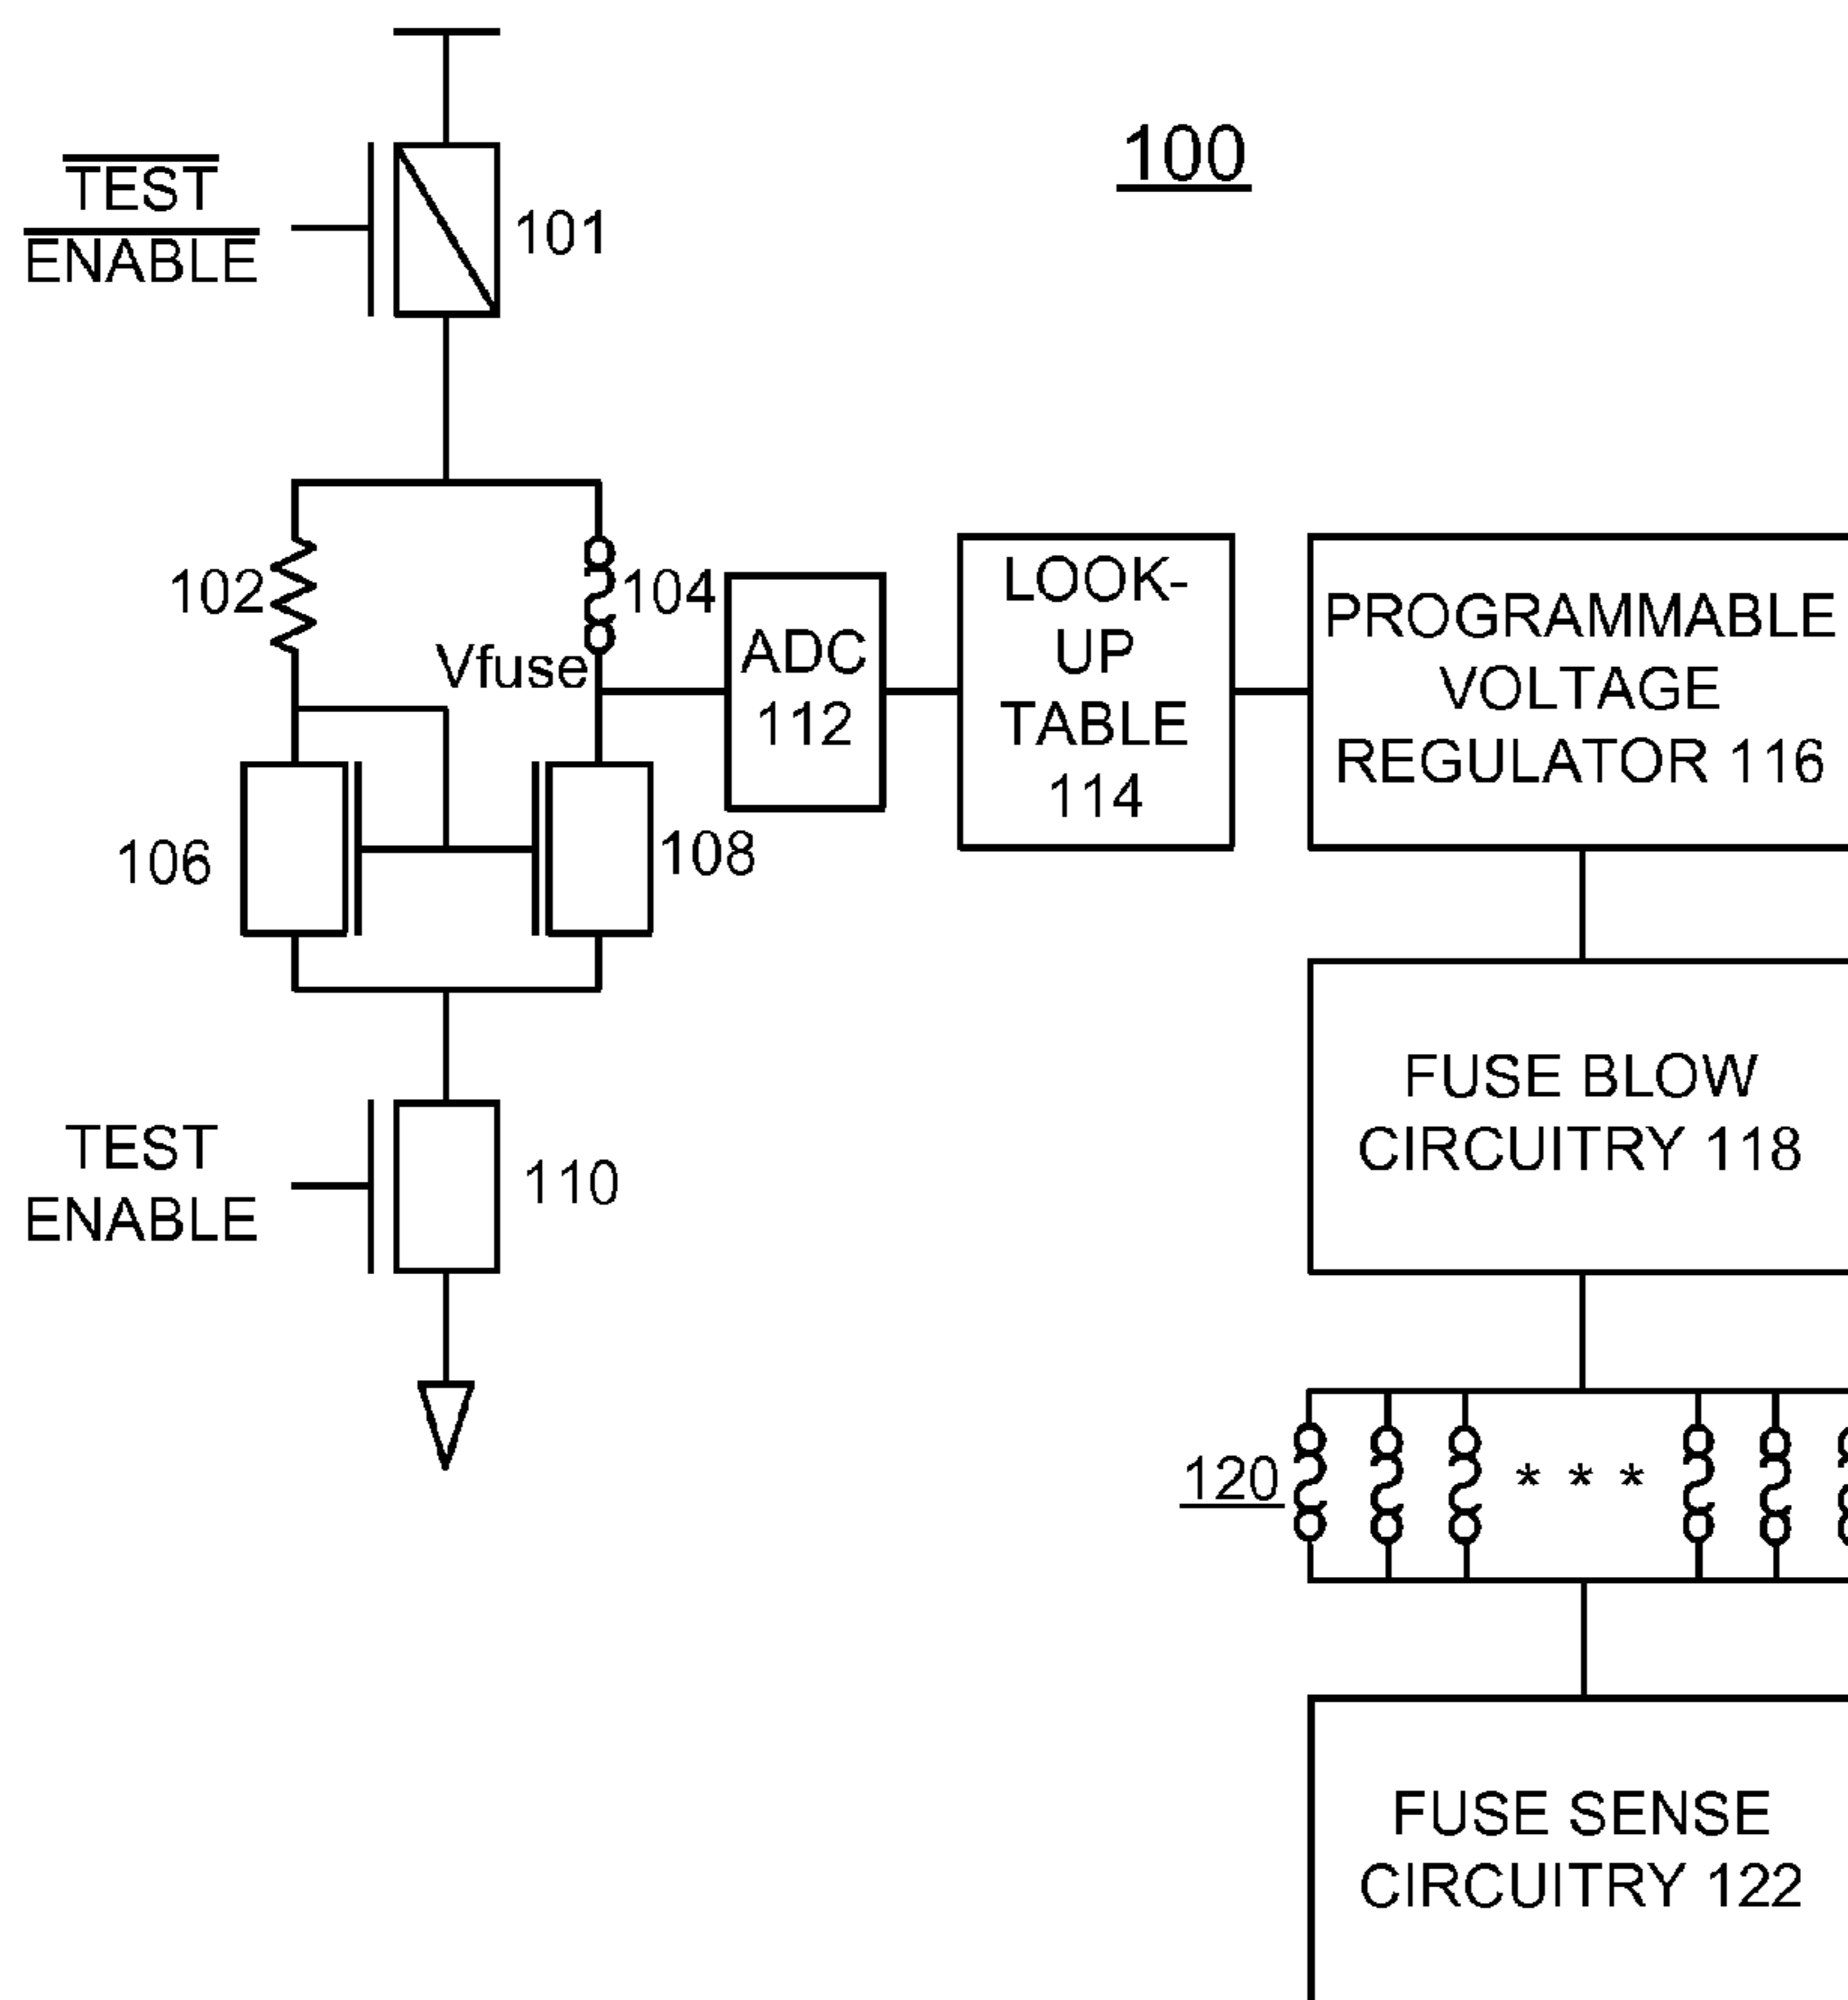 100
TEST
ENABLE
101
102
104
Vfuse
ADC
112
LOOK-
UP
TABLE
114
PROGRAMMABLE
VOLTAGE
REGULATOR 116
106
108
FUSE BLOW
CIRCUITRY 118
TEST
ENABLE
110
120
* * *
FUSE SENSE
CIRCUITRY 122